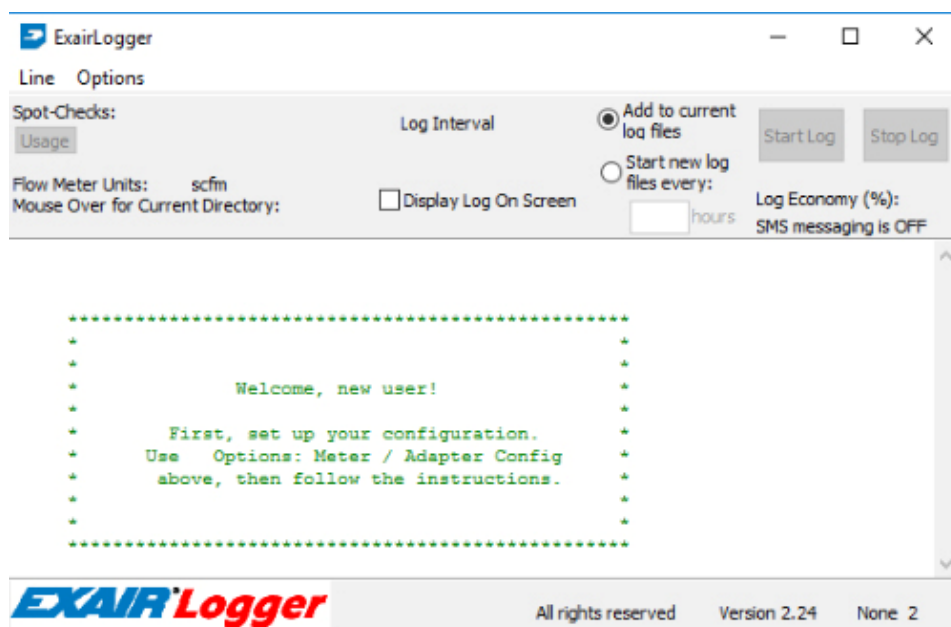 ExairLogger
Line Options
Spot-Checks:
Usage
Flow Meter Units: scfm
Mouse Over for Current Directory:
Log Interval
Display Log On Screen
Add to current
log files
Start new log
files every:
hours
Start Log Stop Log
Log Economy (%):
SMS messaging is OFF
**************************************************
* *
* *
* Welcome, new user! *
* *
* First, set up your configuration. *
* Use Options: Meter / Adapter Config *
* above, then follow the instructions. *
* *
* *
**************************************************
EXAIR Logger
All rights reserved Version 2.24 None 2